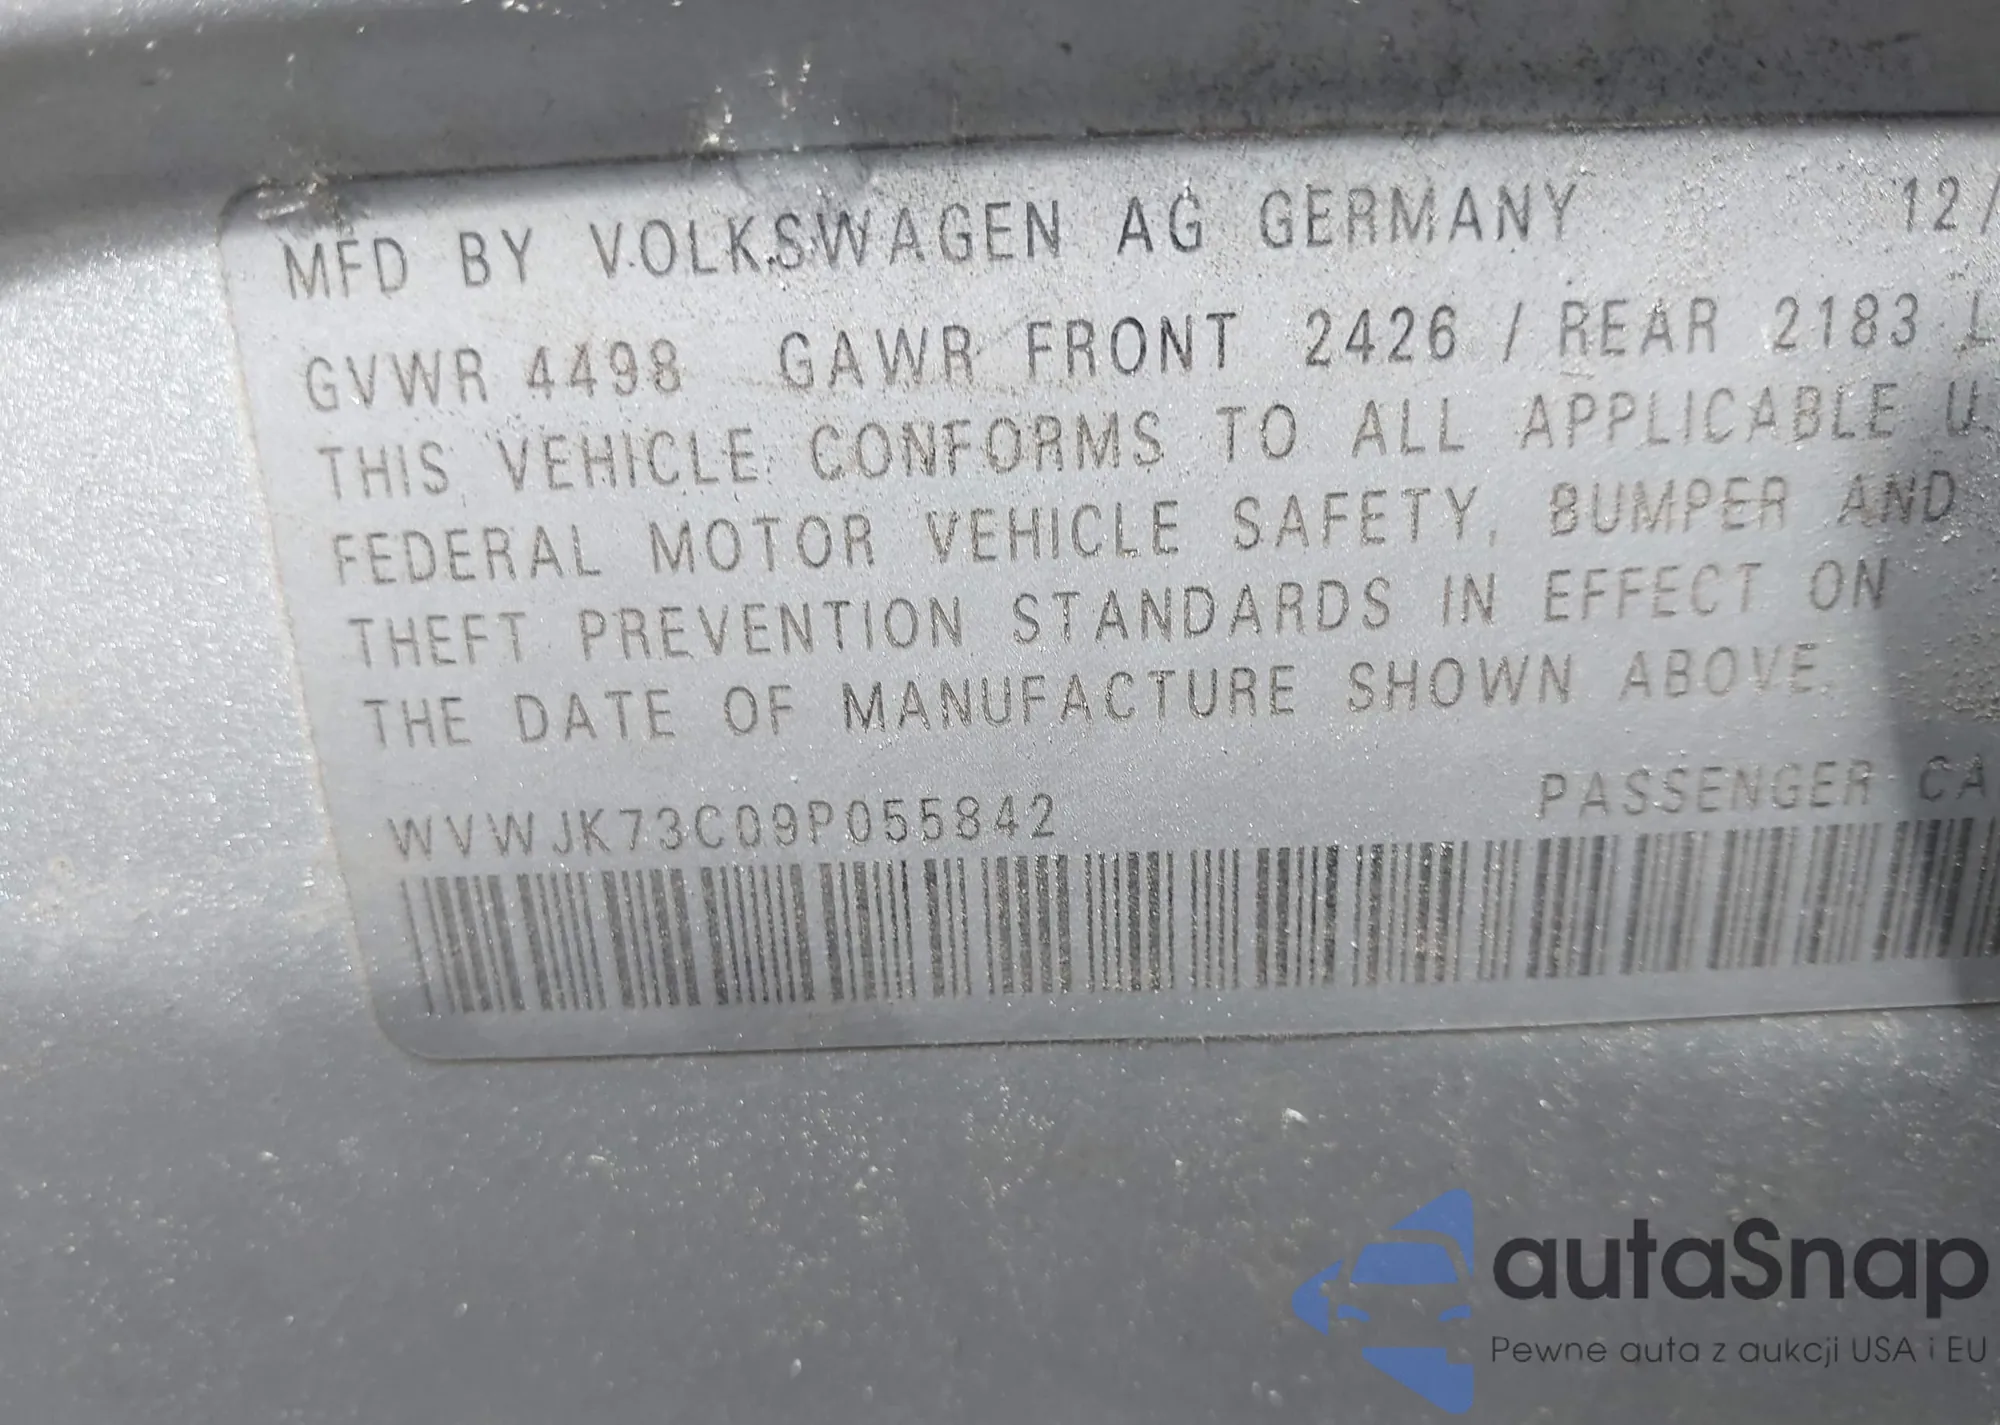 MFD BY VOLKSWAGEN AG GERMANY 12/
GVWR 4498 GAWR FRONT 2426 / REAR 2183 L
THIS VEHICLE CONFORMS TO ALL APPLICABLE U.
FEDERAL MOTOR VEHICLE SAFETY, BUMPER AND
THEFT PREVENTION STANDARDS IN EFFECT ON
THE DATE OF MANUFACTURE SHOWN ABOVE.
WVWJK73C09P055842 PASSENGER CA
autaSnap
Pewne auta z aukcji USA i EU